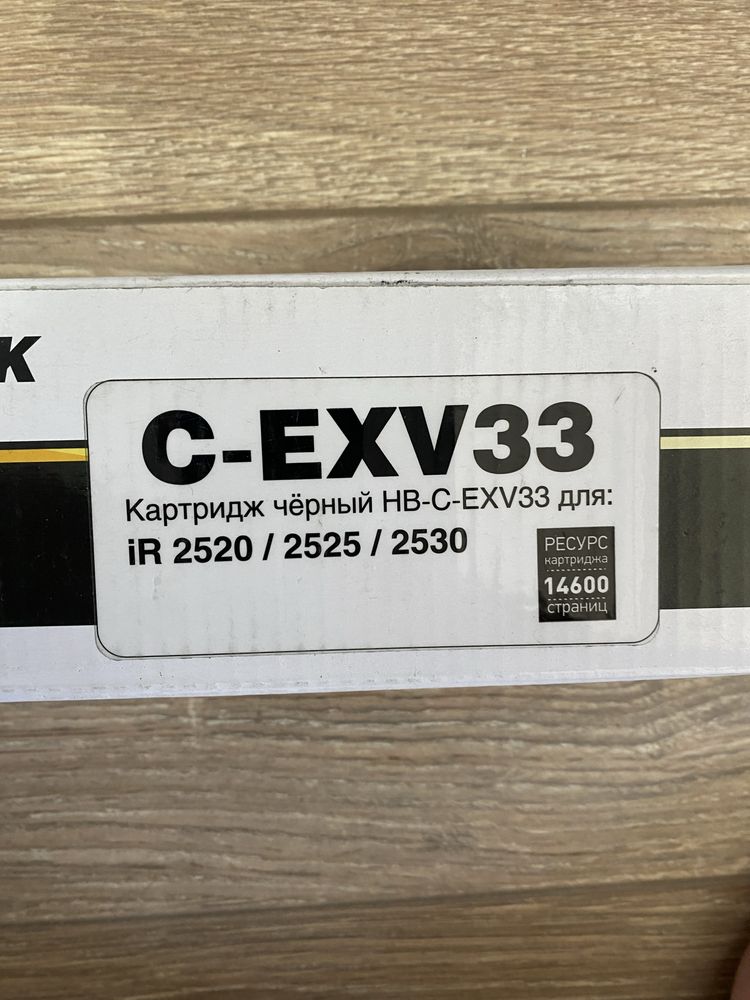 K
C-EXV33
Картридж чёрный HB-C-EXV33 для:
iR 2520 / 2525 / 2530
РЕСУРС
картриджа
14600
страниц